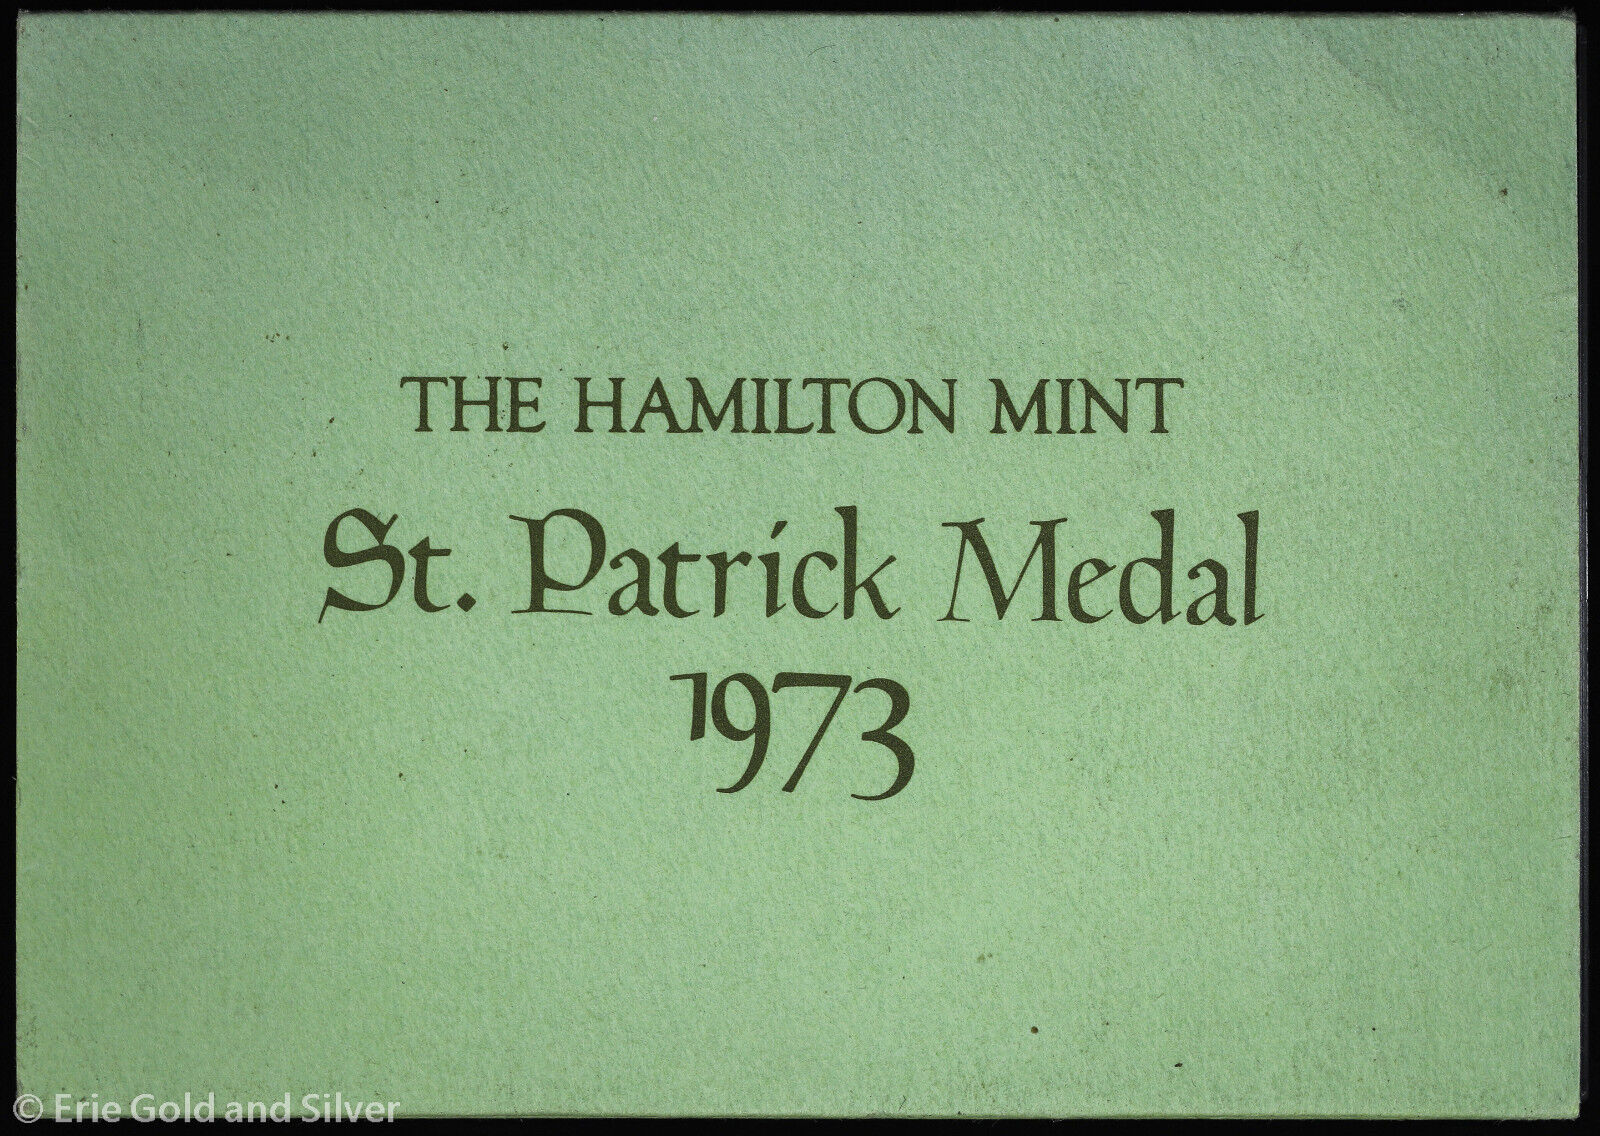 THE HAMILTON MINT
St. Patrick Medal
1973
© Erie Gold and Silver